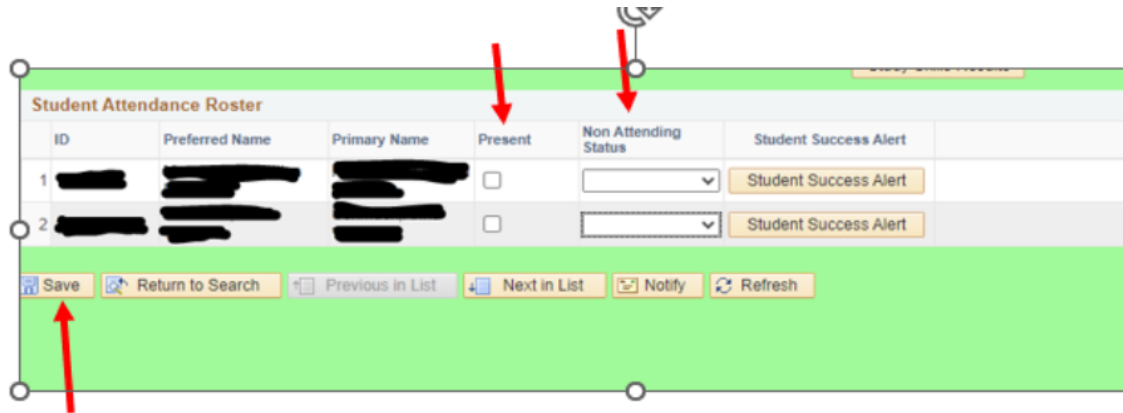 Student Attendance Roster
ID Preferred Name Primary Name Present Non Attending Status Student Success Alert
1 Student Success Alert
2 Student Success Alert
Save Return to Search Previous in List Next in List Notify Refresh